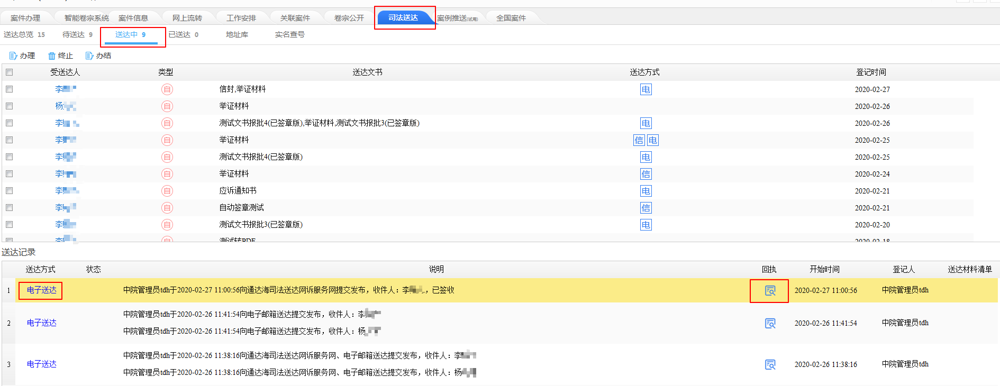 案件办理 智能卷宗系统 案件信息 网上流转 工作安排 关联案件 卷宗公开 司法送达 案例推送(试用) 全国案件
送达总览 15 待送达 9 送达中 9 已送达 0 地址库 实名查号
办理 终止 办结
受送达人 类型 送达文书 送达方式 登记时间
李 自 信封,举证材料 电 2020-02-27
杨 自 举证材料 2020-02-26
李 自 测试文书报批4(已签章版),举证材料,测试文书报批3(已签章版) 电 2020-02-26
李 自 举证材料 信 电 2020-02-25
李 自 测试文书报批4(已签章版) 电 2020-02-25
李 自 举证材料 信 2020-02-24
李 自 应诉通知书 电 2020-02-21
李 自 自动签章测试 信 2020-02-21
李 自 测试文书报批3(已签章版) 电 2020-02-20
李 自 测试转PDF 2020-02-18
送达记录
送达方式 状态 说明 回执 开始时间 登记人 送达材料清单
1 电子送达 中院管理员tdh于2020-02-27 11:00:56向通达海司法送达网诉服务网提交发布，收件人：李 ，已签收 2020-02-27 11:00:56 中院管理员tdh
2 电子送达 中院管理员tdh于2020-02-26 11:41:54向电子邮箱送达提交发布，收件人：李 2020-02-26 11:41:54 中院管理员tdh
中院管理员tdh于2020-02-26 11:41:54向电子邮箱送达提交发布，收件人：杨
3 电子送达 中院管理员tdh于2020-02-26 11:38:16向通达海司法送达网诉服务网、电子邮箱送达提交发布，收件人：李 2020-02-26 11:38:16 中院管理员tdh
中院管理员tdh于2020-02-26 11:38:16向通达海司法送达网诉服务网、电子邮箱送达提交发布，收件人：杨